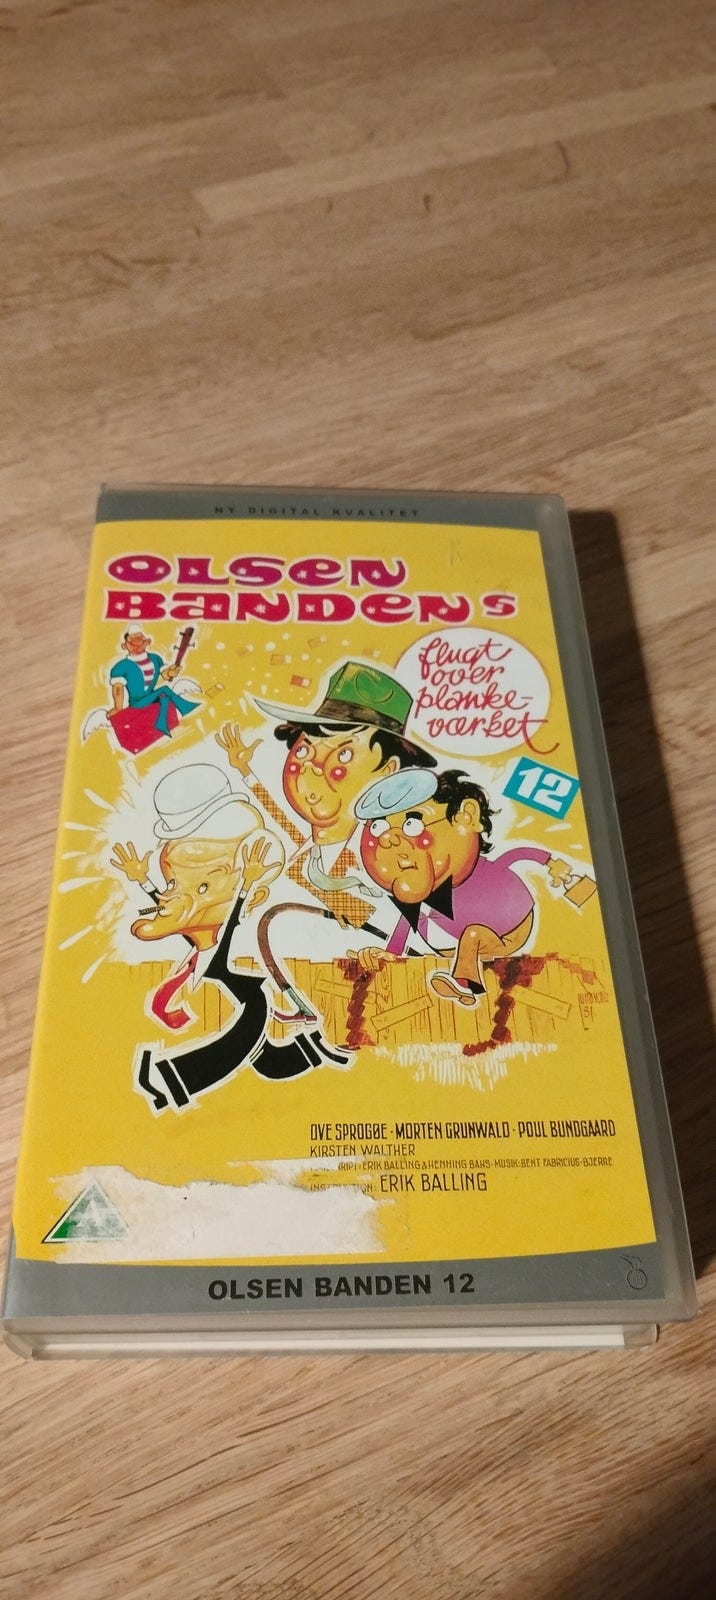 NY DIGITAL KVALITET
OLSEN
BANDENS
flugt
over
planke-
værket
12
81
OVE SPROGØE · MORTEN GRUNWALD · POUL BUNDGAARD
KIRSTEN WALTHER
ERIK BALLING & HENNING BAHS · MUSIK: BENT FABRICIUS-BJERRE
ERIK BALLING
A
OLSEN BANDEN 12